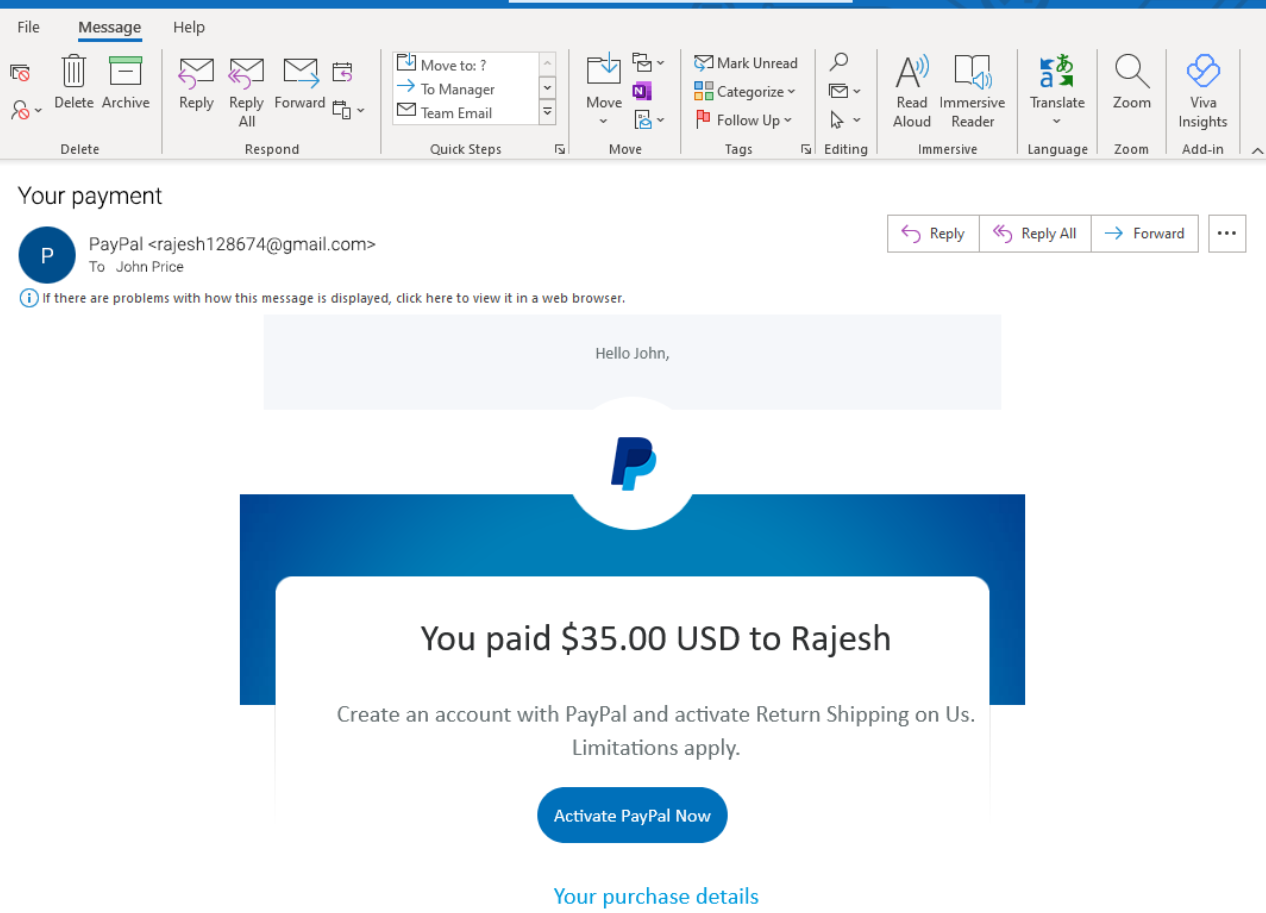 File Message Help
Delete Archive
Reply Reply All Forward
Move to: ?
To Manager
Team Email
Move
Mark Unread
Categorize
Follow Up
Read Aloud Immersive Reader
Translate
Zoom
Viva Insights
Delete Respond Quick Steps Move Tags Editing Immersive Language Zoom Add-in
Your payment
P
PayPal <rajesh128674@gmail.com>
To John Price
Reply Reply All Forward
If there are problems with how this message is displayed, click here to view it in a web browser.
Hello John,
You paid $35.00 USD to Rajesh
Create an account with PayPal and activate Return Shipping on Us.
Limitations apply.
Activate PayPal Now
Your purchase details